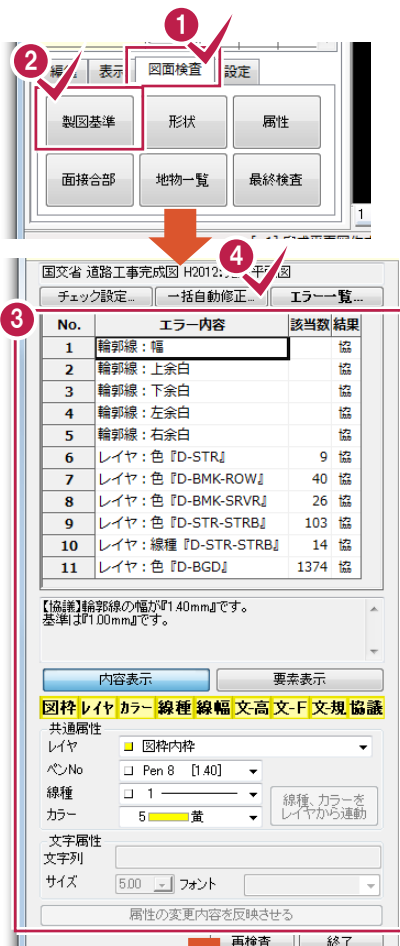 1
2
編集 表示 図面検査 設定
製図基準 形状 属性
面接合部 地物一覧 最終検査
1
4
国交省 道路工事完成図 H2012:
チェック設定... 一括自動修正... エラー一覧...
3
No. エラー内容 該当数 結果
1 輪郭線：幅 協
2 輪郭線：上余白 協
3 輪郭線：下余白 協
4 輪郭線：左余白 協
5 輪郭線：右余白 協
6 レイヤ：色『D-STR』 9 協
7 レイヤ：色『D-BMK-ROW』 40 協
8 レイヤ：色『D-BMK-SRVR』 26 協
9 レイヤ：色『D-STR-STRB』 103 協
10 レイヤ：線種『D-STR-STRB』 14 協
11 レイヤ：色『D-BGD』 1374 協
【協議】輪郭線の幅が『1.40mm』です。
基準は『1.00mm』です。
内容表示 要素表示
図枠 レイヤ カラー 線種 線幅 文-高 文-F 文-規 協議
共通属性
レイヤ 図枠内枠
ペンNo Pen 8 [1.40]
線種 1
線種、カラーを
レイヤから連動
カラー 5 黄
文字属性
文字列
サイズ 5.00 フォント
属性の変更内容を反映させる
再検査 終了